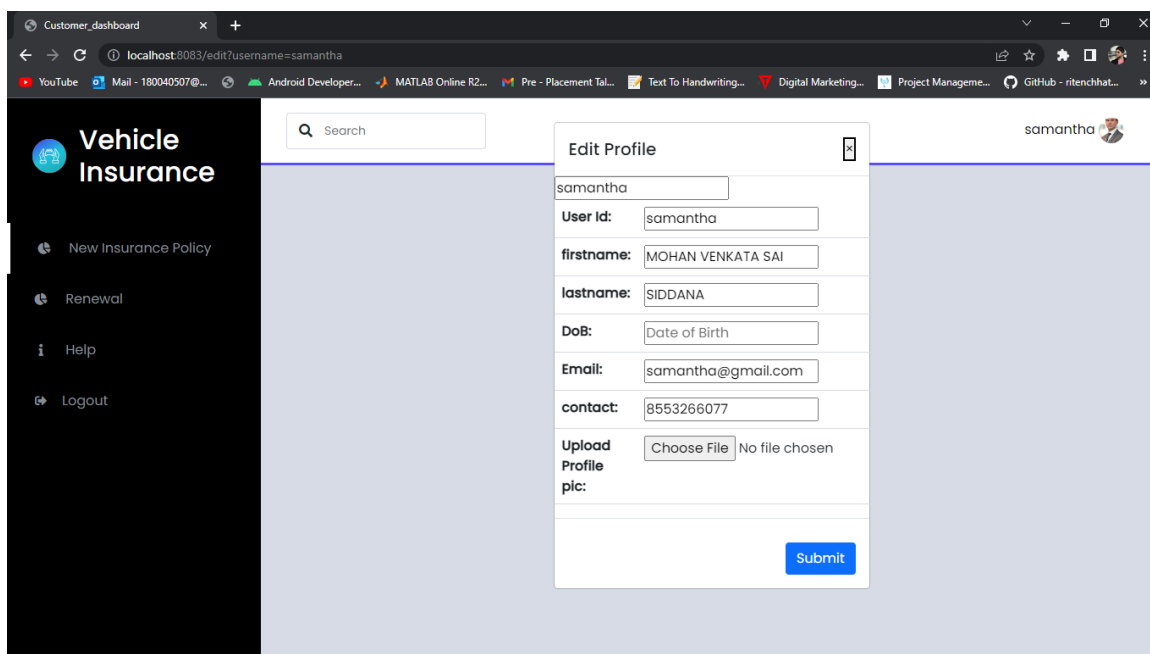 Customer_dashboard
localhost:8083/edit?username=samantha
YouTube Mail - 180040507@... Android Developer... MATLAB Online R2... Pre - Placement Tal... Text To Handwriting... Digital Marketing... Project Manageme... GitHub - ritenchhat... »
Vehicle
Insurance
Search
samantha
New Insurance Policy
Renewal
Help
Logout
Edit Profile ×
samantha
User Id: samantha
firstname: MOHAN VENKATA SAI
lastname: SIDDANA
DoB: Date of Birth
Email: samantha@gmail.com
contact: 8553266077
Upload Choose File No file chosen
Profile
pic:
Submit